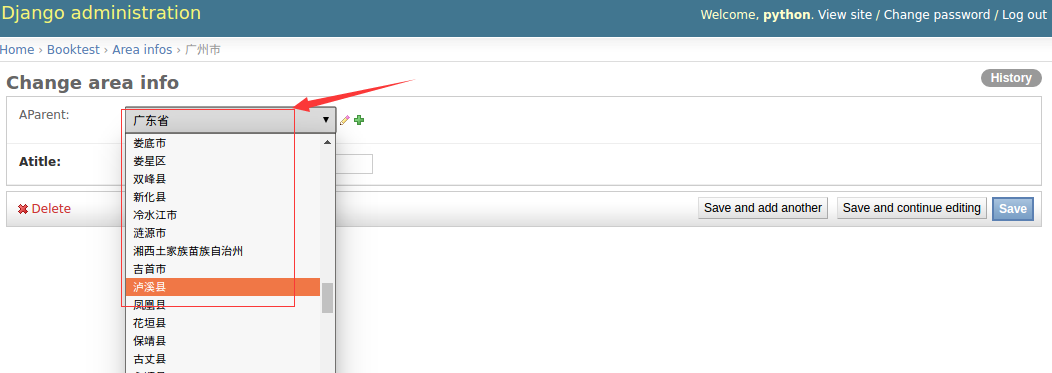 Django administration
Welcome, python. View site / Change password / Log out
Home › Booktest › Area infos › 广州市
Change area info
History
AParent:
广东省
Atitle:
娄底市
娄星区
双峰县
新化县
冷水江市
涟源市
湘西土家族苗族自治州
吉首市
泸溪县
凤凰县
花垣县
保靖县
古丈县
Delete
Save and add another
Save and continue editing
Save